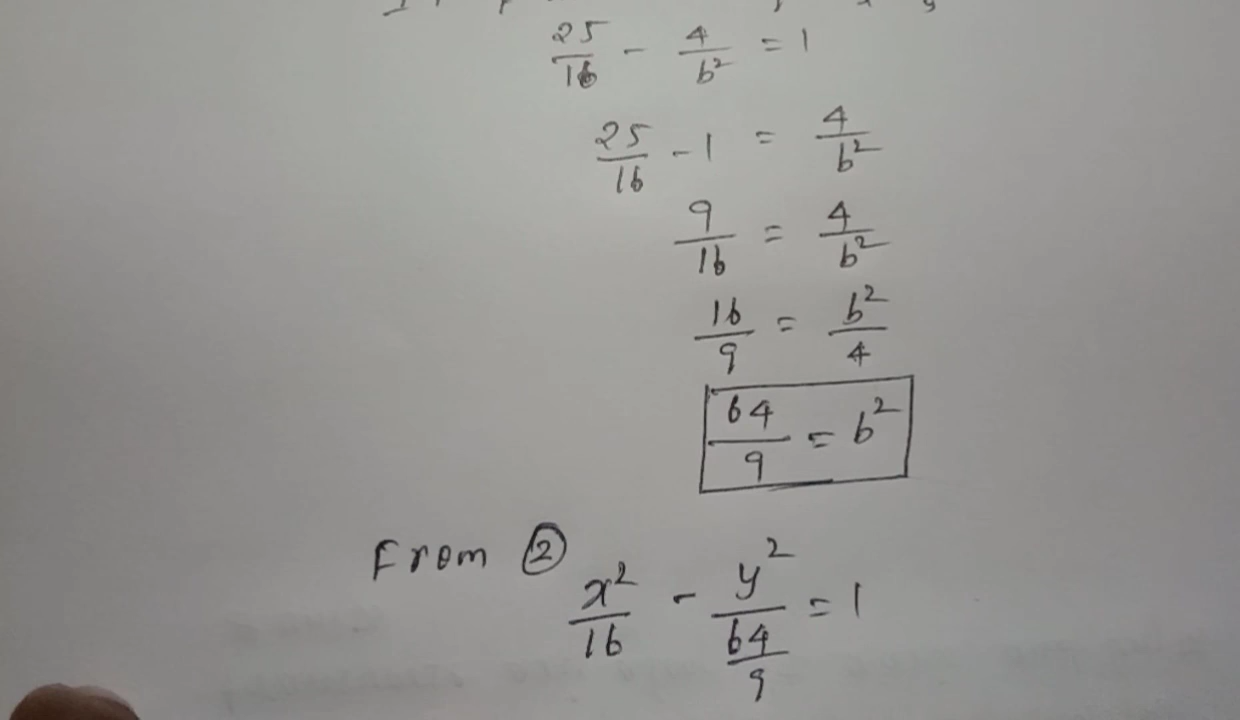 25/16 - 4/b² = 1
25/16 - 1 = 4/b²
9/16 = 4/b²
16/9 = b²/4
64/9 = b²
From ②
x²/16 - y²/(64/9) = 1